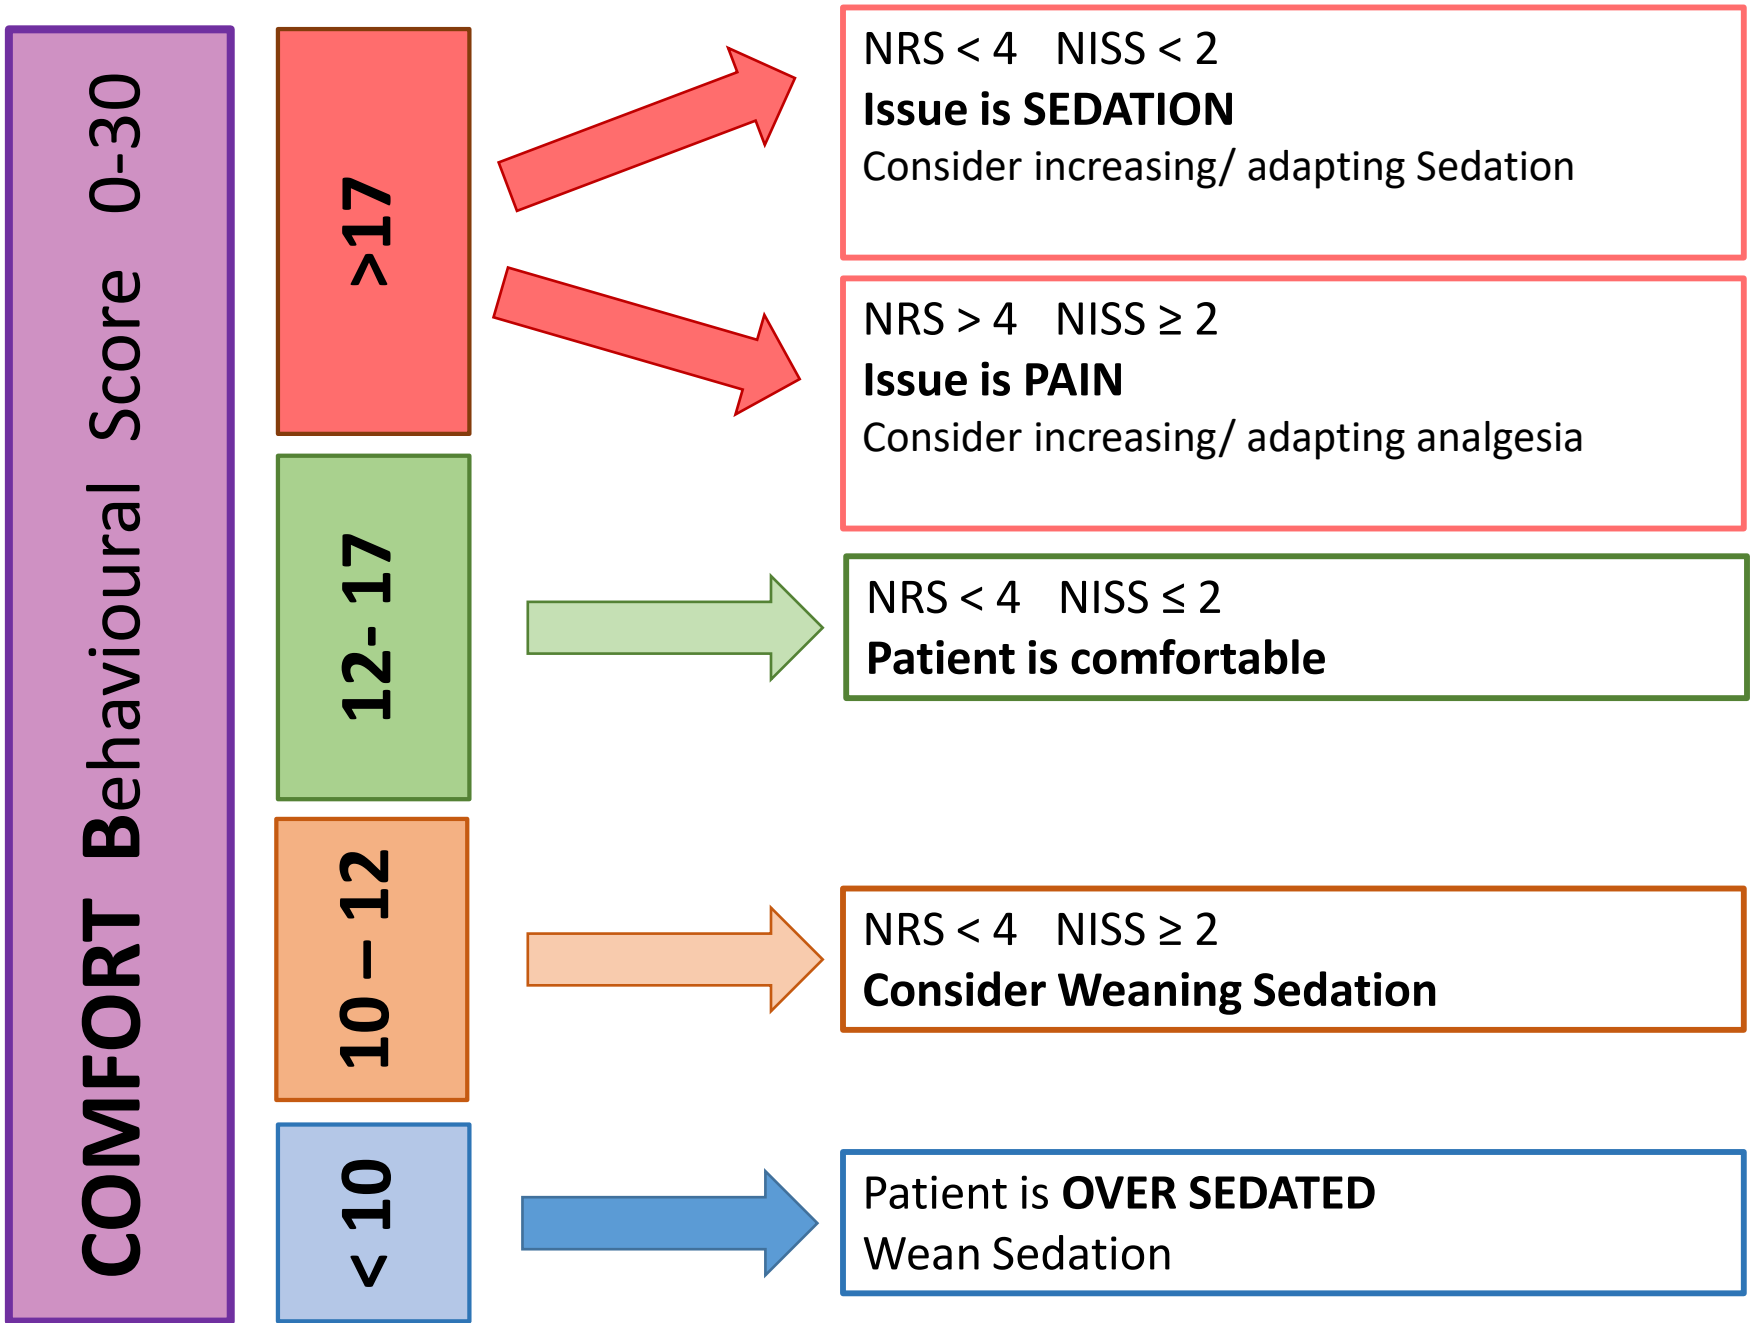 COMFORT Behavioural Score 0-30
>17
NRS < 4 NISS < 2
Issue is SEDATION
Consider increasing/ adapting Sedation
NRS > 4 NISS ≥ 2
Issue is PAIN
Consider increasing/ adapting analgesia
12- 17
NRS < 4 NISS ≤ 2
Patient is comfortable
10 – 12
NRS < 4 NISS ≥ 2
Consider Weaning Sedation
< 10
Patient is OVER SEDATED
Wean Sedation